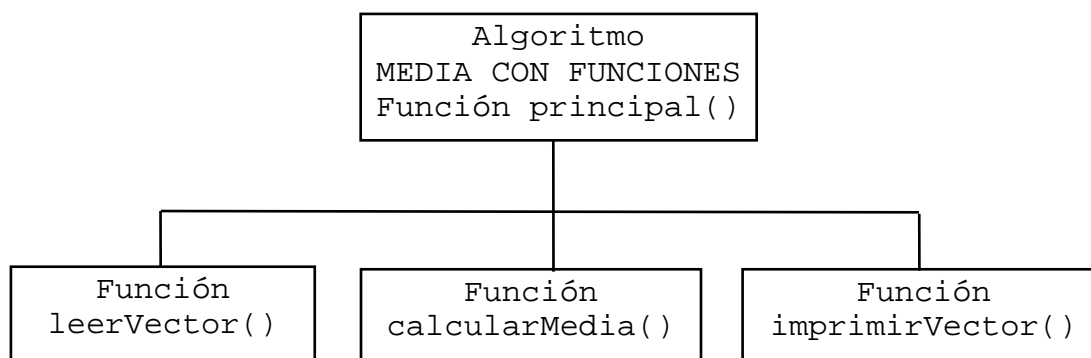 Algoritmo
MEDIA CON FUNCIONES
Función principal()
Función
leerVector()
Función
calcularMedia()
Función
imprimirVector()